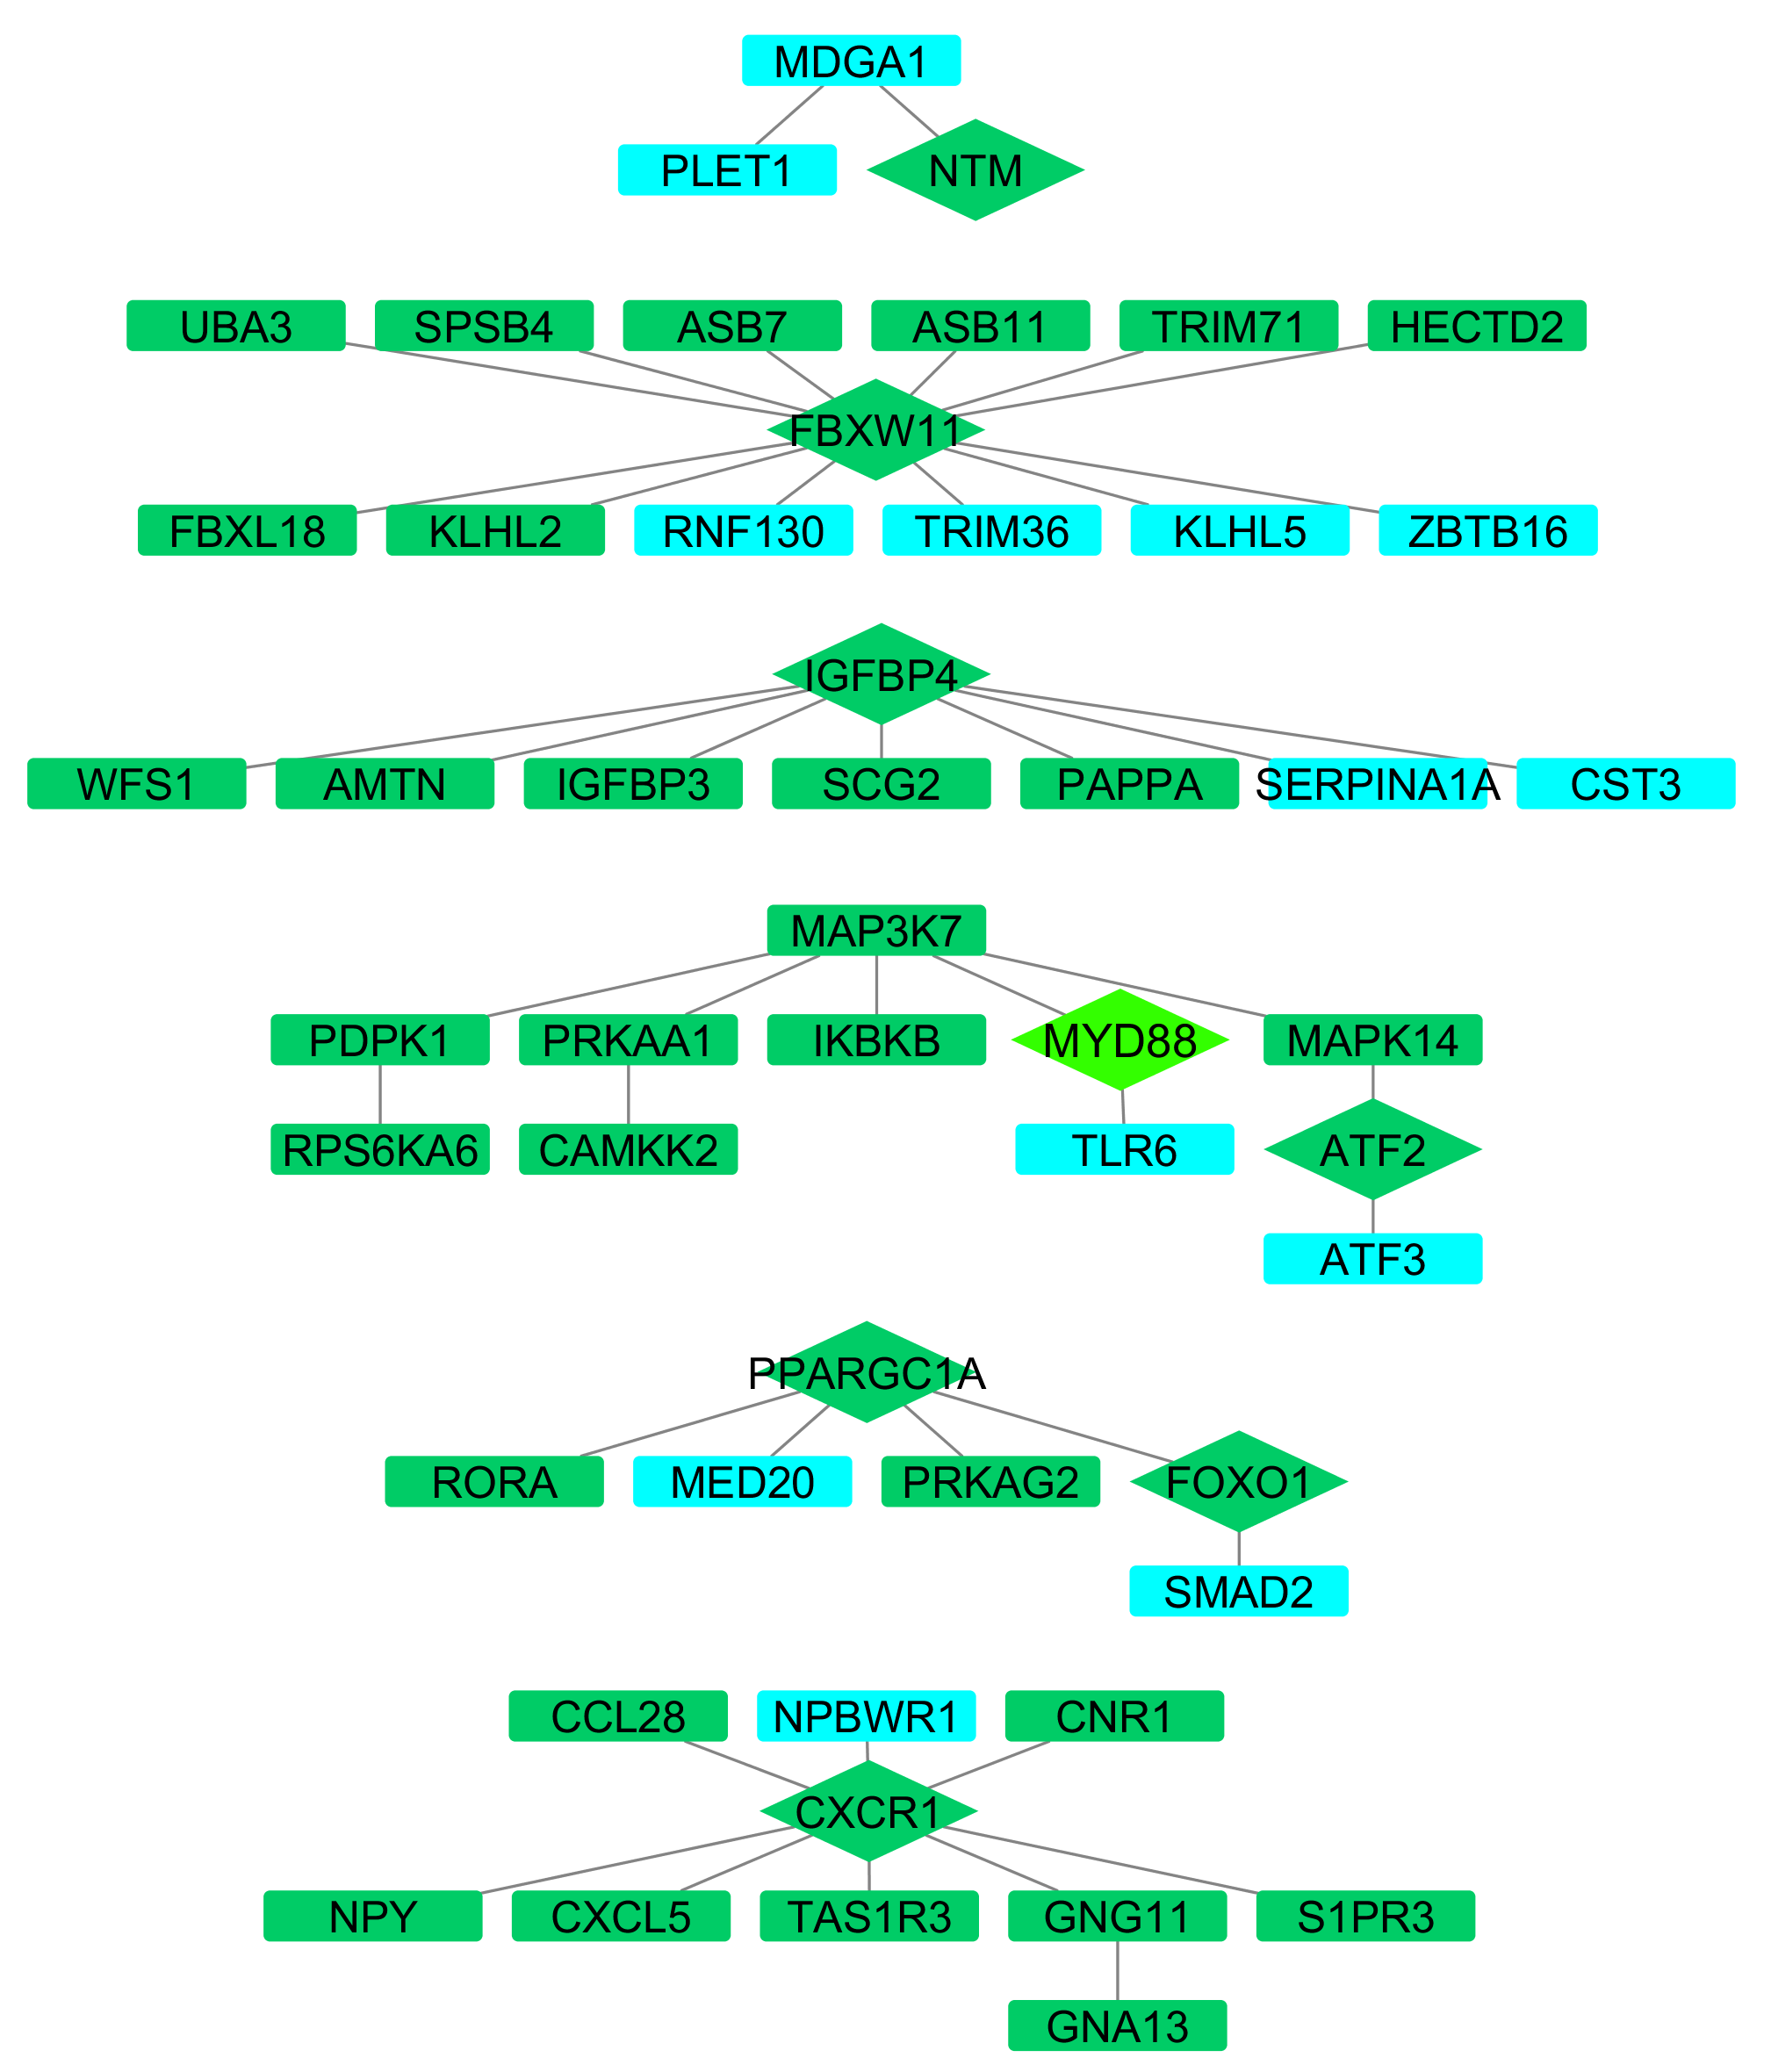 MDGA1
PLET1 NTM
UBA3 SPSB4 ASB7 ASB11 TRIM71 HECTD2
FBXW11
FBXL18 KLHL2 RNF130 TRIM36 KLHL5 ZBTB16
IGFBP4
WFS1 AMTN IGFBP3 SCG2 PAPPA SERPINA1A CST3
MAP3K7
PDPK1 PRKAA1 IKBKB MYD88 MAPK14
RPS6KA6 CAMKK2 TLR6 ATF2
ATF3
PPARGC1A
RORA MED20 PRKAG2 FOXO1
SMAD2
CCL28 NPBWR1 CNR1
CXCR1
NPY CXCL5 TAS1R3 GNG11 S1PR3
GNA13